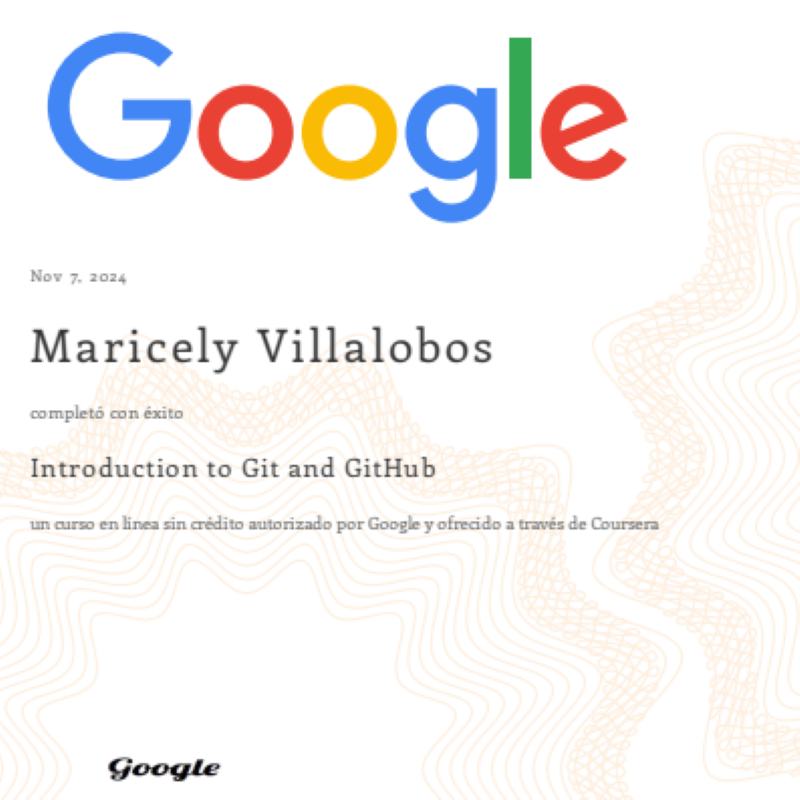 Google
Nov 7, 2024
Maricely Villalobos
completó con éxito
Introduction to Git and GitHub
un curso en línea sin crédito autorizado por Google y ofrecido a través de Coursera
Google